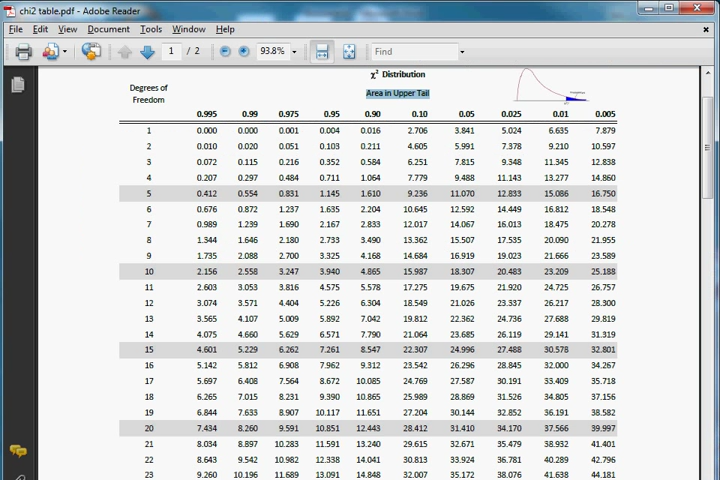 chi2 table.pdf - Adobe Reader
File Edit View Document Tools Window Help
1 / 2 93.8% Find
χ² Distribution
Degrees of Freedom
Area in Upper Tail
0.995 0.99 0.975 0.95 0.90 0.10 0.05 0.025 0.01 0.005
1 0.000 0.000 0.001 0.004 0.016 2.706 3.841 5.024 6.635 7.879
2 0.010 0.020 0.051 0.103 0.211 4.605 5.991 7.378 9.210 10.597
3 0.072 0.115 0.216 0.352 0.584 6.251 7.815 9.348 11.345 12.838
4 0.207 0.297 0.484 0.711 1.064 7.779 9.488 11.143 13.277 14.860
5 0.412 0.554 0.831 1.145 1.610 9.236 11.070 12.833 15.086 16.750
6 0.676 0.872 1.237 1.635 2.204 10.645 12.592 14.449 16.812 18.548
7 0.989 1.239 1.690 2.167 2.833 12.017 14.067 16.013 18.475 20.278
8 1.344 1.646 2.180 2.733 3.490 13.362 15.507 17.535 20.090 21.955
9 1.735 2.088 2.700 3.325 4.168 14.684 16.919 19.023 21.666 23.589
10 2.156 2.558 3.247 3.940 4.865 15.987 18.307 20.483 23.209 25.188
11 2.603 3.053 3.816 4.575 5.578 17.275 19.675 21.920 24.725 26.757
12 3.074 3.571 4.404 5.226 6.304 18.549 21.026 23.337 26.217 28.300
13 3.565 4.107 5.009 5.892 7.042 19.812 22.362 24.736 27.688 29.819
14 4.075 4.660 5.629 6.571 7.790 21.064 23.685 26.119 29.141 31.319
15 4.601 5.229 6.262 7.261 8.547 22.307 24.996 27.488 30.578 32.801
16 5.142 5.812 6.908 7.962 9.312 23.542 26.296 28.845 32.000 34.267
17 5.697 6.408 7.564 8.672 10.085 24.769 27.587 30.191 33.409 35.718
18 6.265 7.015 8.231 9.390 10.865 25.989 28.869 31.526 34.805 37.156
19 6.844 7.633 8.907 10.117 11.651 27.204 30.144 32.852 36.191 38.582
20 7.434 8.260 9.591 10.851 12.443 28.412 31.410 34.170 37.566 39.997
21 8.034 8.897 10.283 11.591 13.240 29.615 32.671 35.479 38.932 41.401
22 8.643 9.542 10.982 12.338 14.041 30.813 33.924 36.781 40.289 42.796
23 9.260 10.196 11.689 13.091 14.848 32.007 35.172 38.076 41.638 44.181